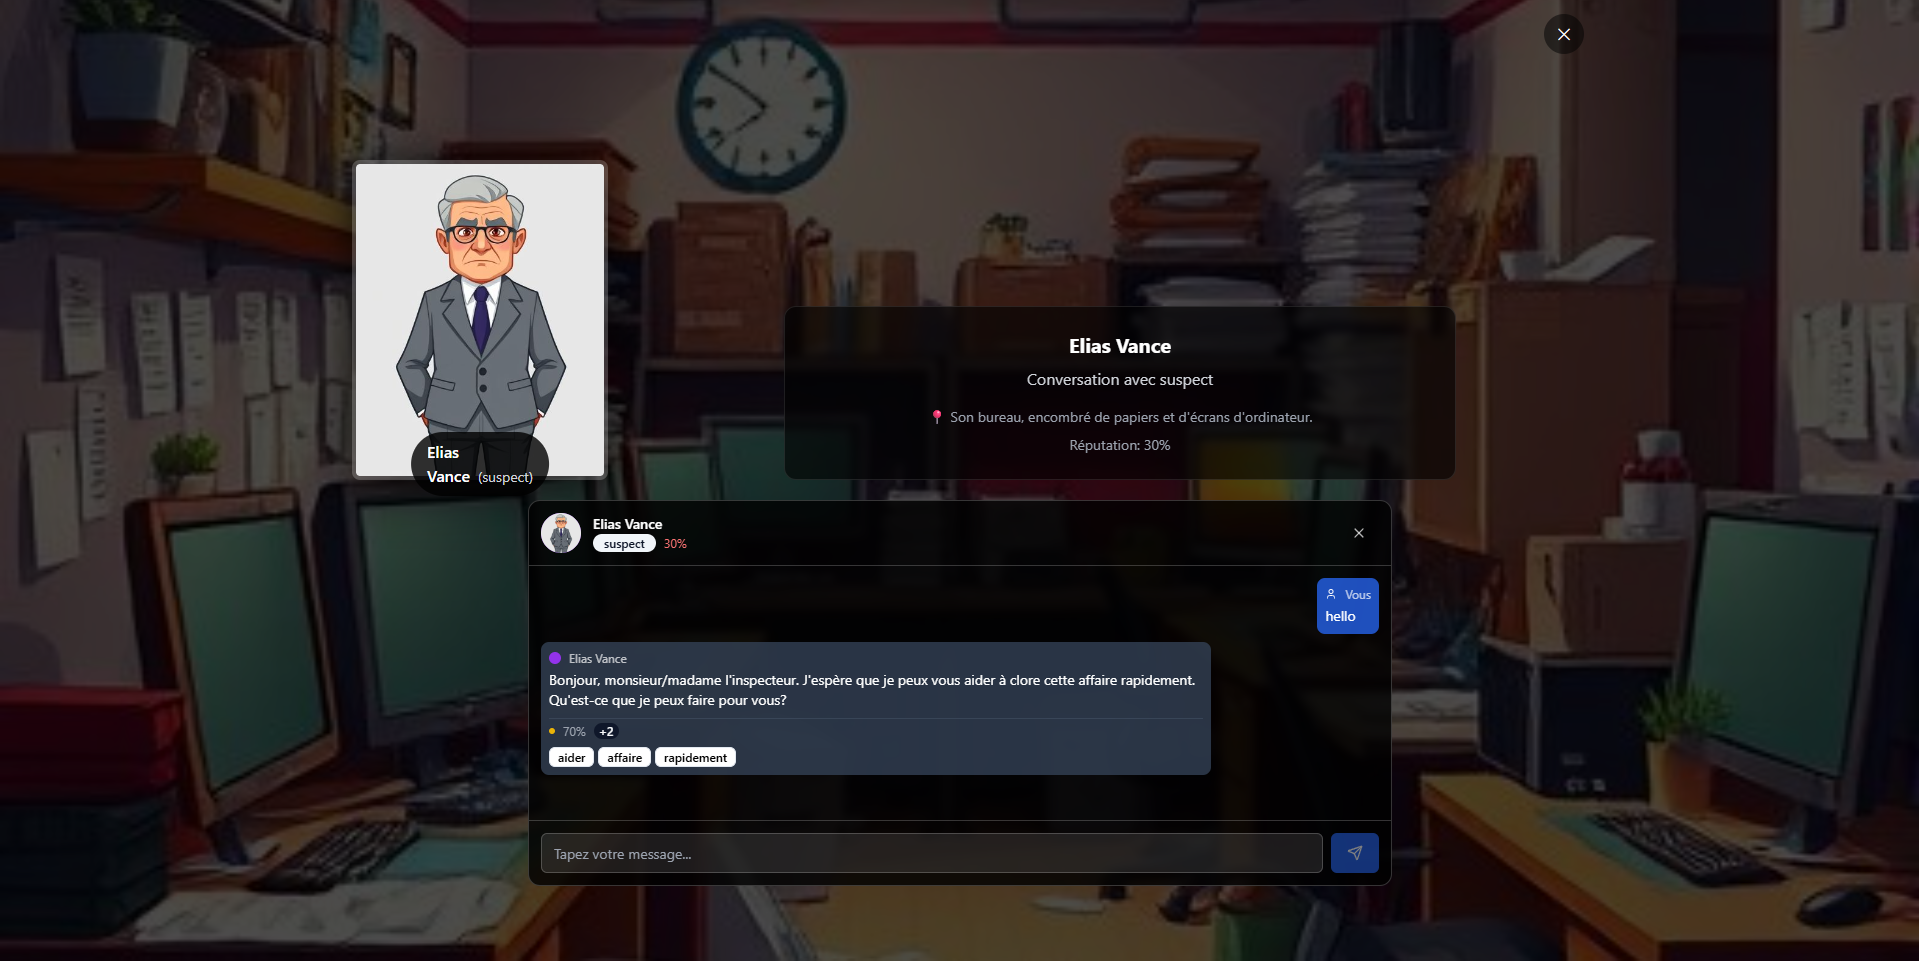 Elias
Vance (suspect)
Elias Vance
Conversation avec suspect
📍 Son bureau, encombré de papiers et d'écrans d'ordinateur.
Réputation: 30%
Elias Vance
suspect 30%
Vous
hello
Elias Vance
Bonjour, monsieur/madame l'inspecteur. J'espère que je peux vous aider à clore cette affaire rapidement.
Qu'est-ce que je peux faire pour vous?
70% +2
aider affaire rapidement
Tapez votre message...